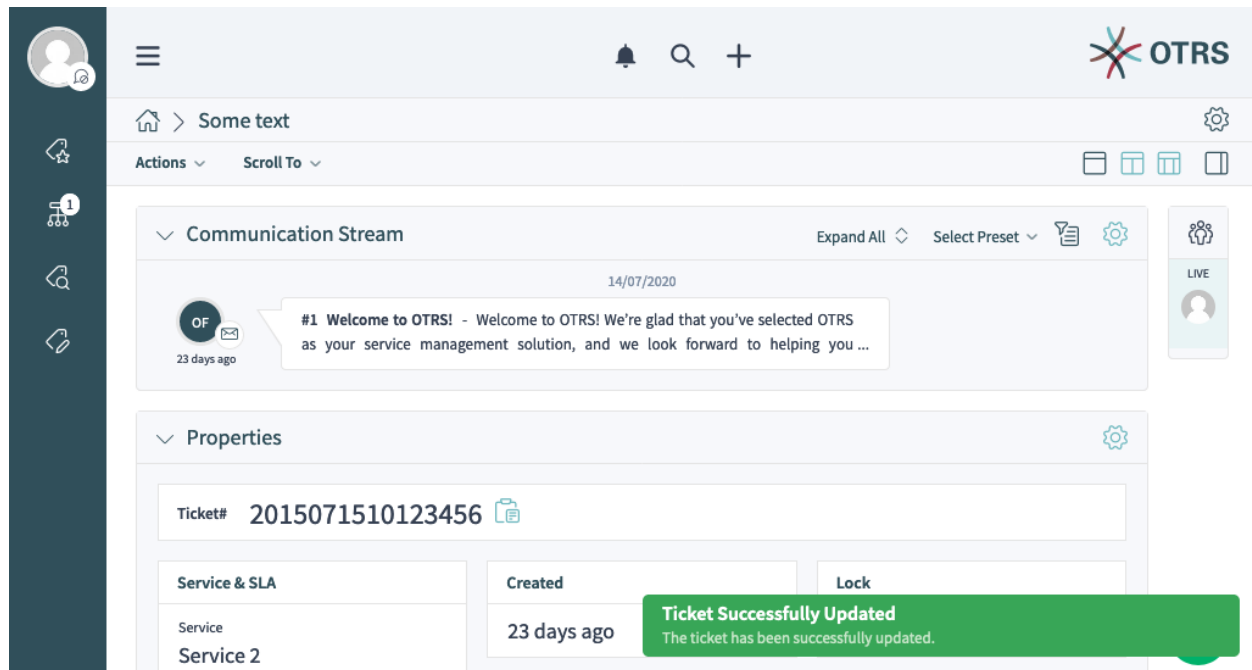 OTRS
Some text
Actions
Scroll To
1
Communication Stream
Expand All
Select Preset
14/07/2020
LIVE
OF
#1 Welcome to OTRS! - Welcome to OTRS! We're glad that you've selected OTRS
as your service management solution, and we look forward to helping you ...
23 days ago
Properties
Ticket# 2015071510123456
Service & SLA
Created
Lock
Service
Service 2
23 days ago
Ticket Successfully Updated
The ticket has been successfully updated.